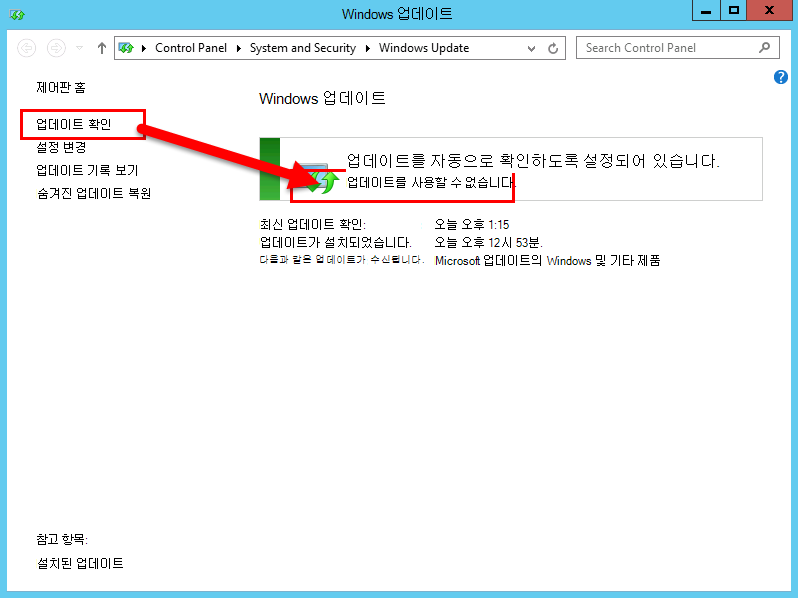 Windows 업데이트
Control Panel System and Security Windows Update
Search Control Panel
제어판 홈
업데이트 확인
설정 변경
업데이트 기록 보기
숨겨진 업데이트 복원
Windows 업데이트
업데이트를 자동으로 확인하도록 설정되어 있습니다.
업데이트를 사용할 수 없습니다.
최신 업데이트 확인: 오늘 오후 1:15
업데이트가 설치되었습니다. 오늘 오후 12시 53분.
다음과 같은 업데이트가 수신됩니다. Microsoft 업데이트의 Windows 및 기타 제품
참고 항목:
설치된 업데이트